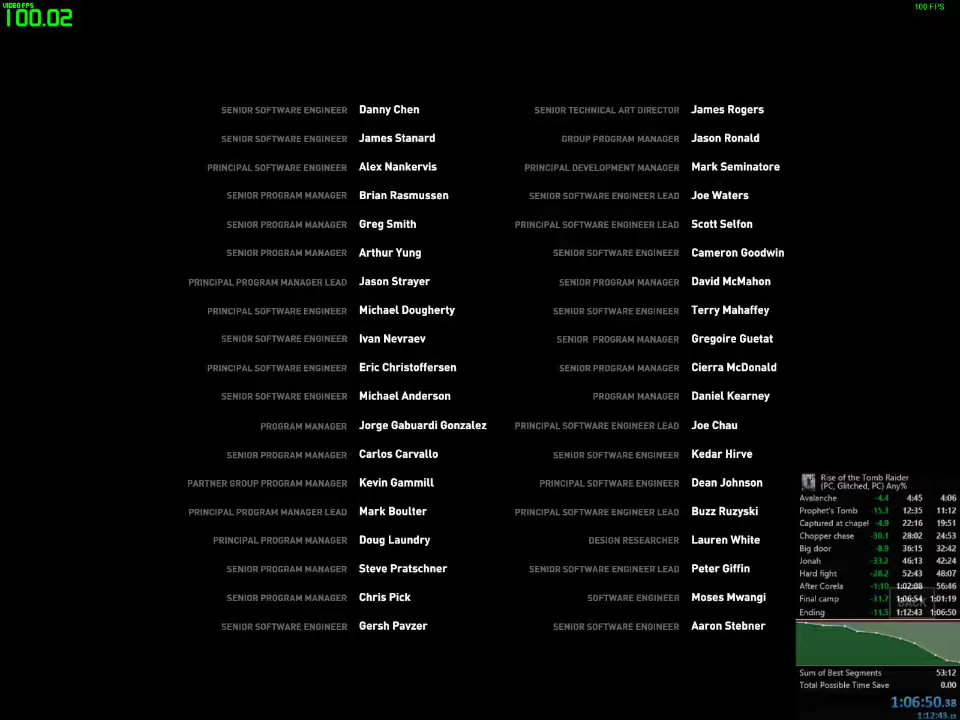 VIDEO FPS
100.02
100 FPS
SENIOR SOFTWARE ENGINEER Danny Chen
SENIOR SOFTWARE ENGINEER James Stanard
PRINCIPAL SOFTWARE ENGINEER Alex Nankervis
SENIOR PROGRAM MANAGER Brian Rasmussen
SENIOR PROGRAM MANAGER Greg Smith
SENIOR PROGRAM MANAGER Arthur Yung
PRINCIPAL PROGRAM MANAGER LEAD Jason Strayer
PRINCIPAL SOFTWARE ENGINEER Michael Dougherty
SENIOR SOFTWARE ENGINEER Ivan Nevraev
PRINCIPAL SOFTWARE ENGINEER Eric Christoffersen
SENIOR SOFTWARE ENGINEER Michael Anderson
PROGRAM MANAGER Jorge Gabuardi Gonzalez
SENIOR PROGRAM MANAGER Carlos Carvallo
PARTNER GROUP PROGRAM MANAGER Kevin Gammill
PRINCIPAL PROGRAM MANAGER LEAD Mark Boulter
PRINCIPAL PROGRAM MANAGER Doug Laundry
SENIOR PROGRAM MANAGER Steve Pratschner
SENIOR PROGRAM MANAGER Chris Pick
SENIOR SOFTWARE ENGINEER Gersh Payzer
SENIOR TECHNICAL ART DIRECTOR James Rogers
GROUP PROGRAM MANAGER Jason Ronald
PRINCIPAL DEVELOPMENT MANAGER Mark Seminatore
SENIOR SOFTWARE ENGINEER LEAD Joe Waters
PRINCIPAL SOFTWARE ENGINEER LEAD Scott Selfon
SENIOR SOFTWARE ENGINEER Cameron Goodwin
SENIOR PROGRAM MANAGER David McMahon
SENIOR SOFTWARE ENGINEER Terry Mahaffey
SENIOR PROGRAM MANAGER Gregoire Guetat
SENIOR PROGRAM MANAGER Cierra McDonald
PROGRAM MANAGER Daniel Kearney
PRINCIPAL SOFTWARE ENGINEER LEAD Joe Chau
SENIOR SOFTWARE ENGINEER Kedar Hirve
PRINCIPAL SOFTWARE ENGINEER Dean Johnson
PRINCIPAL SOFTWARE ENGINEER LEAD Buzz Ruzyski
DESIGN RESEARCHER Lauren White
SENIOR SOFTWARE ENGINEER LEAD Peter Giffin
SOFTWARE ENGINEER Moses Mwangi
SENIOR SOFTWARE ENGINEER Aaron Stebner
Rise of the Tomb Raider
(PC, Glitched, PC) Any%
Avalanche -4.4 4:45 4:06
Prophet's Tomb -15.3 12:35 11:12
Captured at chapel -4.9 22:16 19:51
Chopper chase -30.1 28:02 24:53
Big door -8.9 36:15 32:42
Jonah -33.2 46:13 42:24
Hard fight -28.2 52:43 48:07
After Corela -1:10 1:02:08 56:46
Final camp -31.7 1:06:54 1:01:19
BACK
Ending -11.5 1:12:43 1:06:50
Sum of Best Segments 53:12
Total Possible Time Save 0.00
1:06:50.38
1:12:43.23